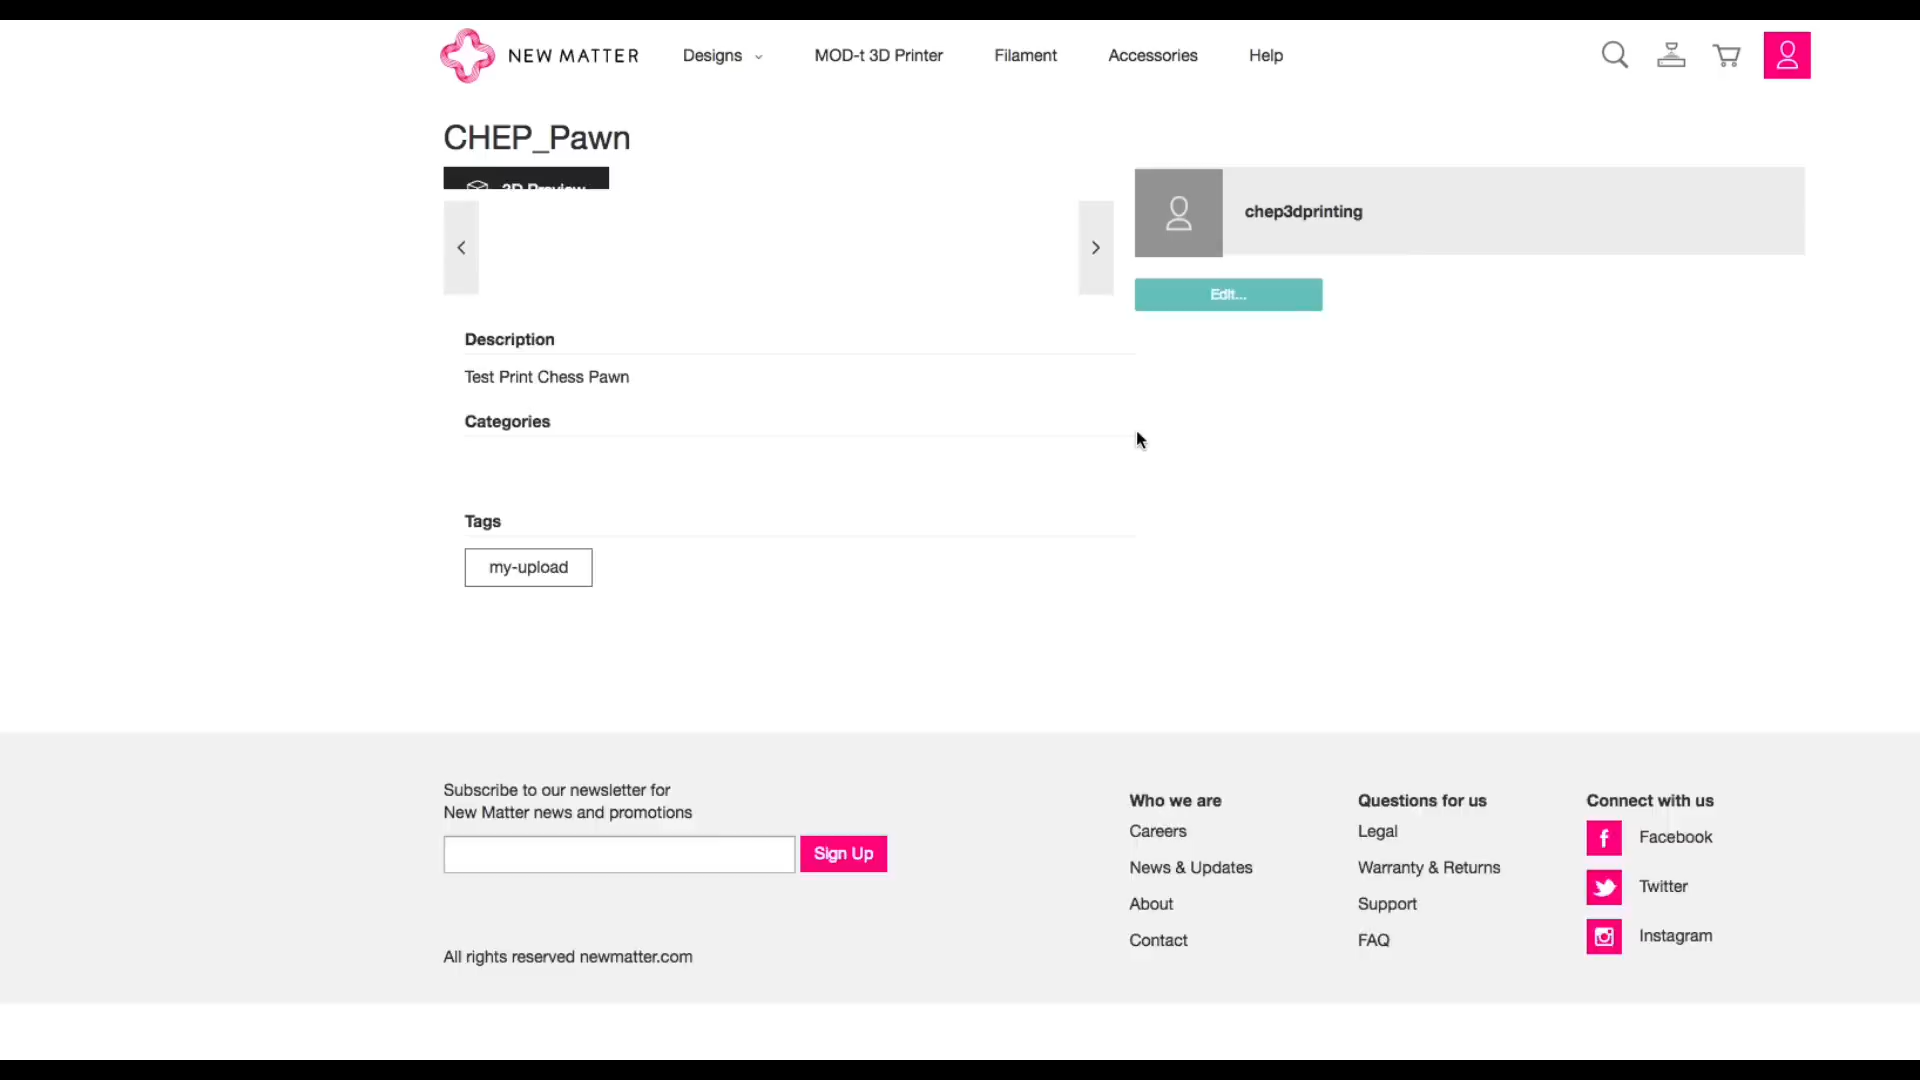 NEW MATTER
Designs
MOD-t 3D Printer
Filament
Accessories
Help
CHEP_Pawn
3D Preview
chep3dprinting
Edit...
Description
Test Print Chess Pawn
Categories
Tags
my-upload
Subscribe to our newsletter for
New Matter news and promotions
Sign Up
All rights reserved newmatter.com
Who we are
Careers
News & Updates
About
Contact
Questions for us
Legal
Warranty & Returns
Support
FAQ
Connect with us
Facebook
Twitter
Instagram